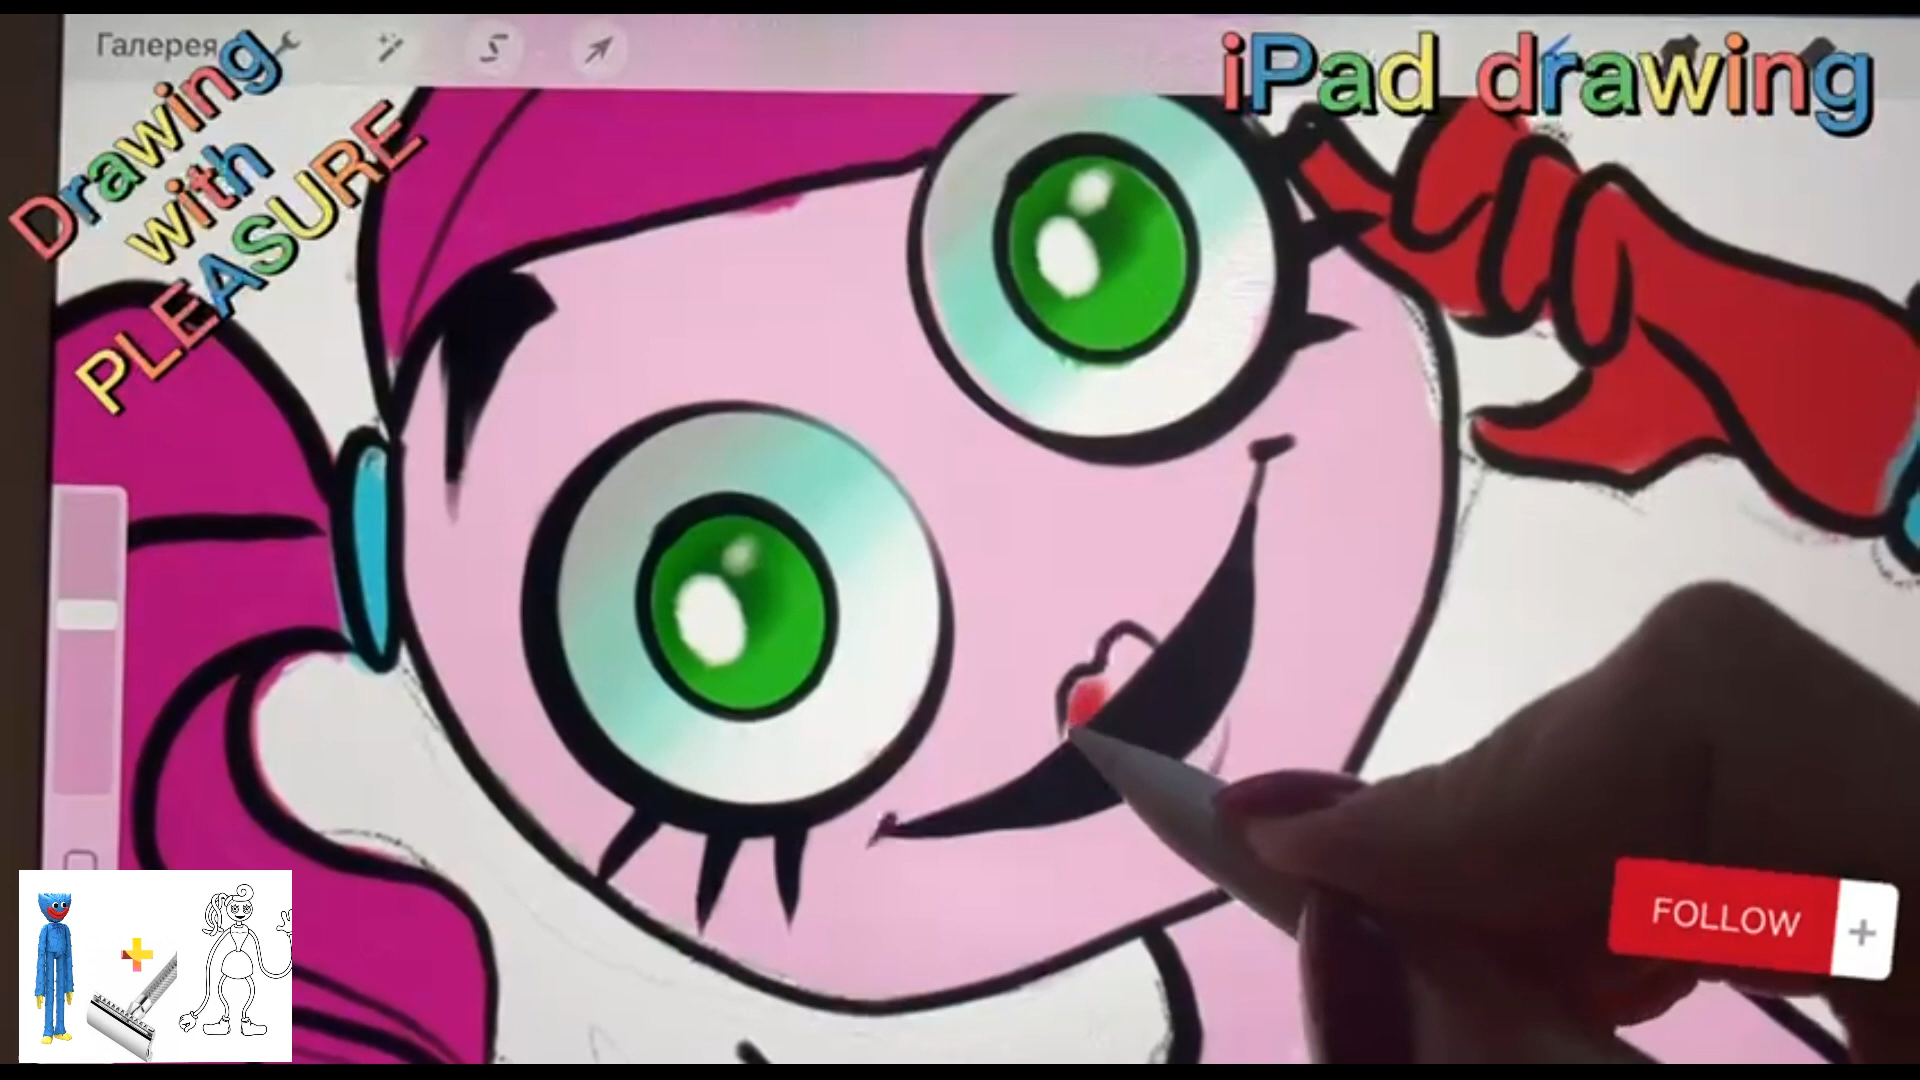 Галерея
Drawing
with
PLEASURE
iPad drawing
FOLLOW